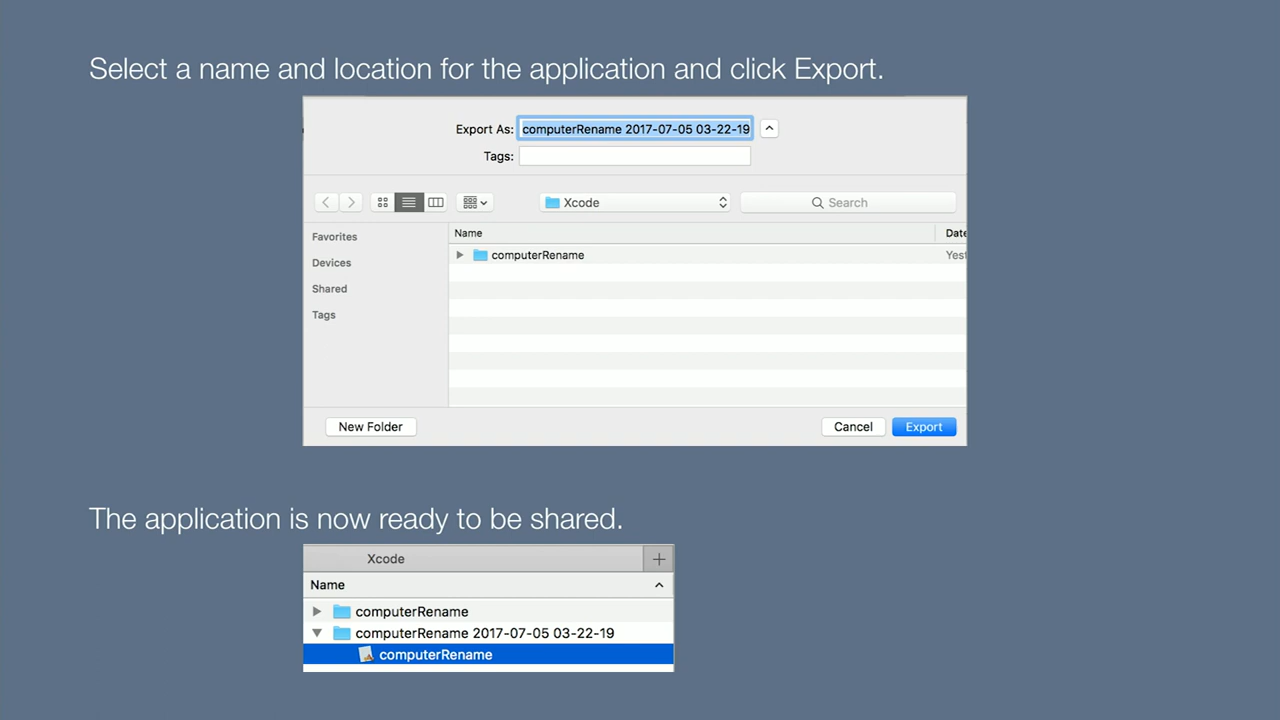 Select a name and location for the application and click Export.
Export As: computerRename 2017-07-05 03-22-19
Tags:
Xcode
Search
Favorites
Devices
Shared
Tags
Name
Date
computerRename
Yest
New Folder
Cancel
Export
The application is now ready to be shared.
Xcode
Name
computerRename
computerRename 2017-07-05 03-22-19
computerRename